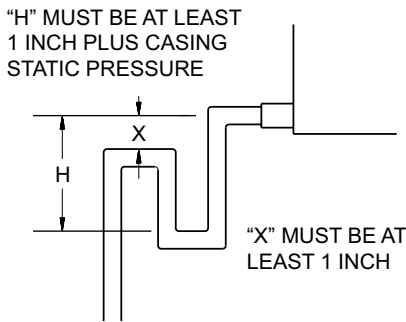 “H” MUST BE AT LEAST
1 INCH PLUS CASING
STATIC PRESSURE
X
H
“X” MUST BE AT
LEAST 1 INCH